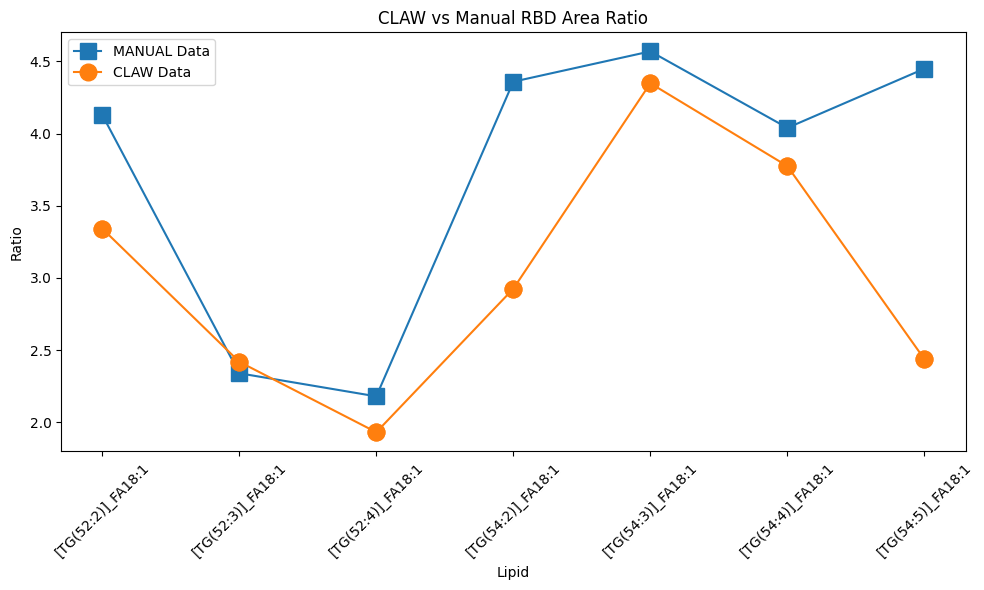 CLAW vs Manual RBD Area Ratio
MANUAL Data
CLAW Data
Ratio
4.5
4.0
3.5
3.0
2.5
2.0
[TG(52:2)]_FA18:1
[TG(52:3)]_FA18:1
[TG(52:4)]_FA18:1
[TG(54:2)]_FA18:1
[TG(54:3)]_FA18:1
[TG(54:4)]_FA18:1
[TG(54:5)]_FA18:1
Lipid